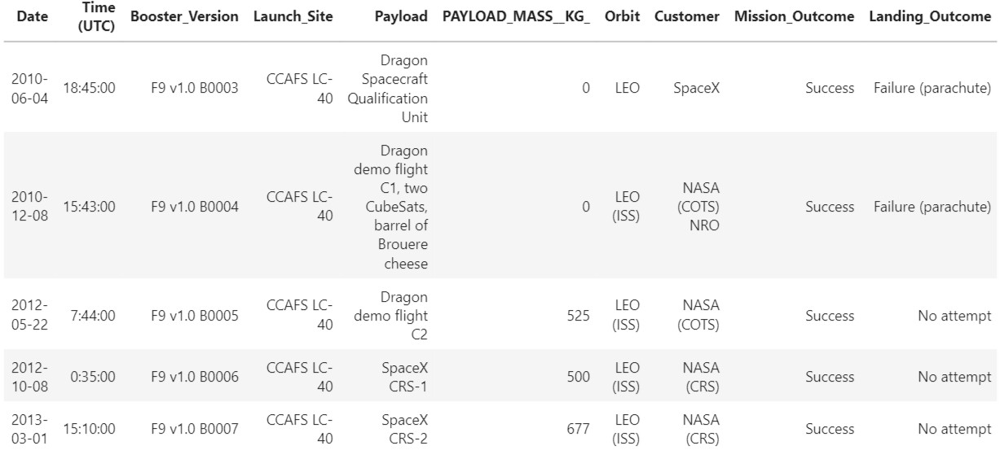 Date Time (UTC) Booster_Version Launch_Site Payload PAYLOAD_MASS__KG_ Orbit Customer Mission_Outcome Landing_Outcome
2010-06-04 18:45:00 F9 v1.0 B0003 CCAFS LC-40 Dragon Spacecraft Qualification Unit 0 LEO SpaceX Success Failure (parachute)
2010-12-08 15:43:00 F9 v1.0 B0004 CCAFS LC-40 Dragon demo flight C1, two CubeSats, barrel of Brouere cheese 0 LEO (ISS) NASA (COTS) NRO Success Failure (parachute)
2012-05-22 7:44:00 F9 v1.0 B0005 CCAFS LC-40 Dragon demo flight C2 525 LEO (ISS) NASA (COTS) Success No attempt
2012-10-08 0:35:00 F9 v1.0 B0006 CCAFS LC-40 SpaceX CRS-1 500 LEO (ISS) NASA (CRS) Success No attempt
2013-03-01 15:10:00 F9 v1.0 B0007 CCAFS LC-40 SpaceX CRS-2 677 LEO (ISS) NASA (CRS) Success No attempt